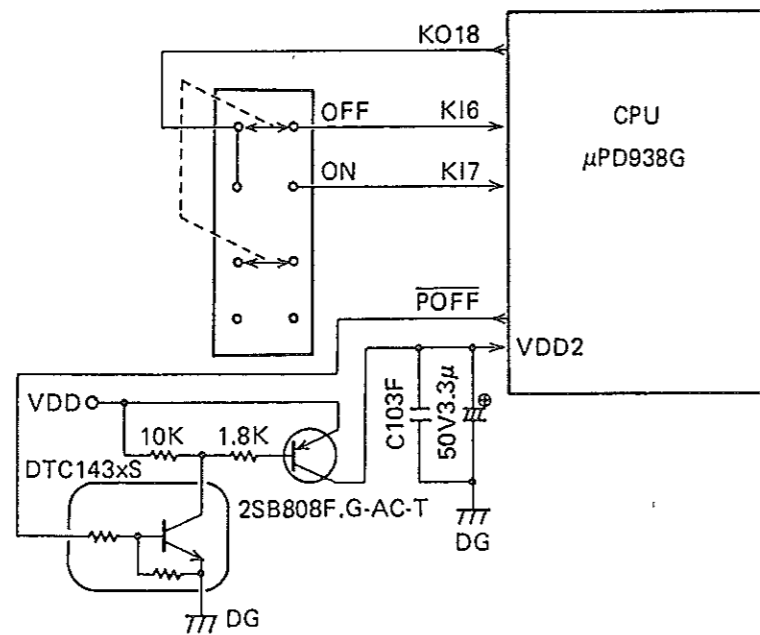 KO18
OFF
KI6
CPU
μPD938G
ON
KI7
POFF
VDD2
VDD
C103F
50V3.3μ
10K
1.8K
DTC143xS
2SB808F.G-AC-T
DG
DG